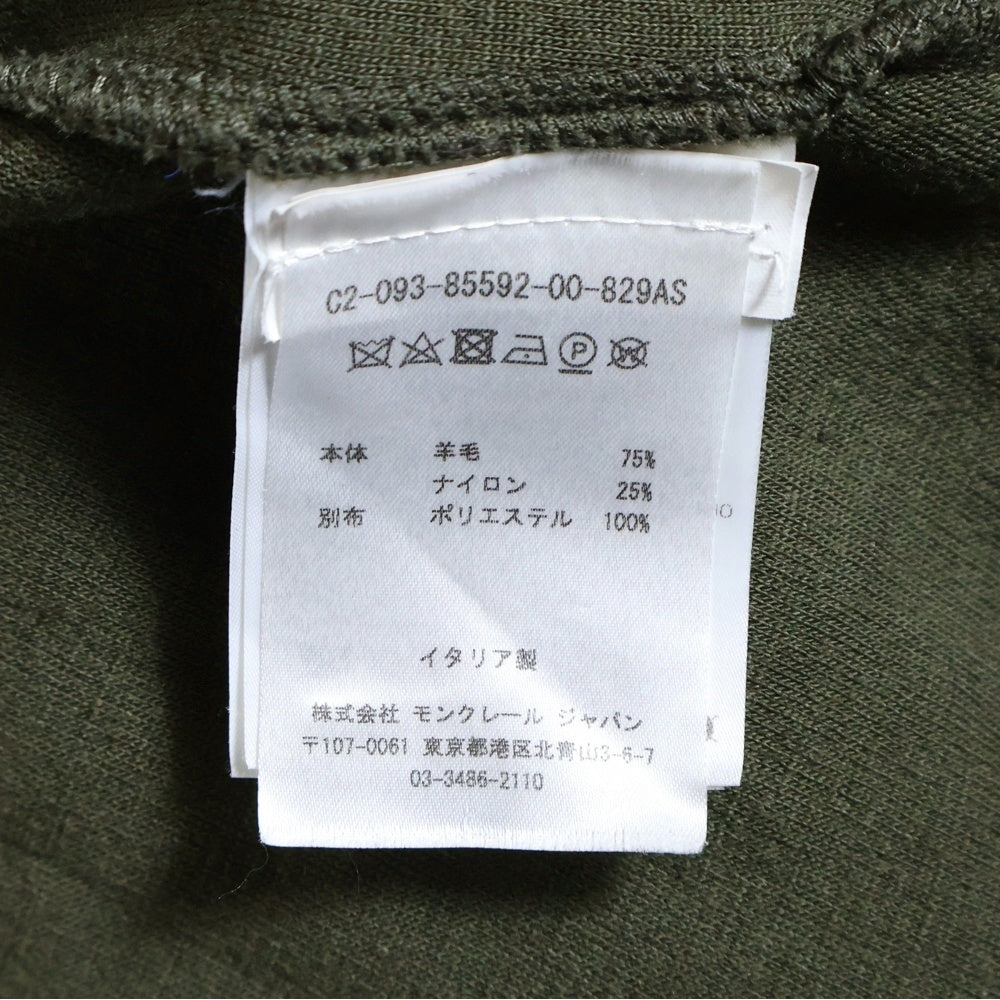 C2-093-85592-00-829AS
P W
本体 羊毛 75%
ナイロン 25%
別布 ポリエステル 100%
イタリア製
株式会社 モンクレール ジャパン
〒107-0061 東京都港区北青山3-6-7
03-3486-2110